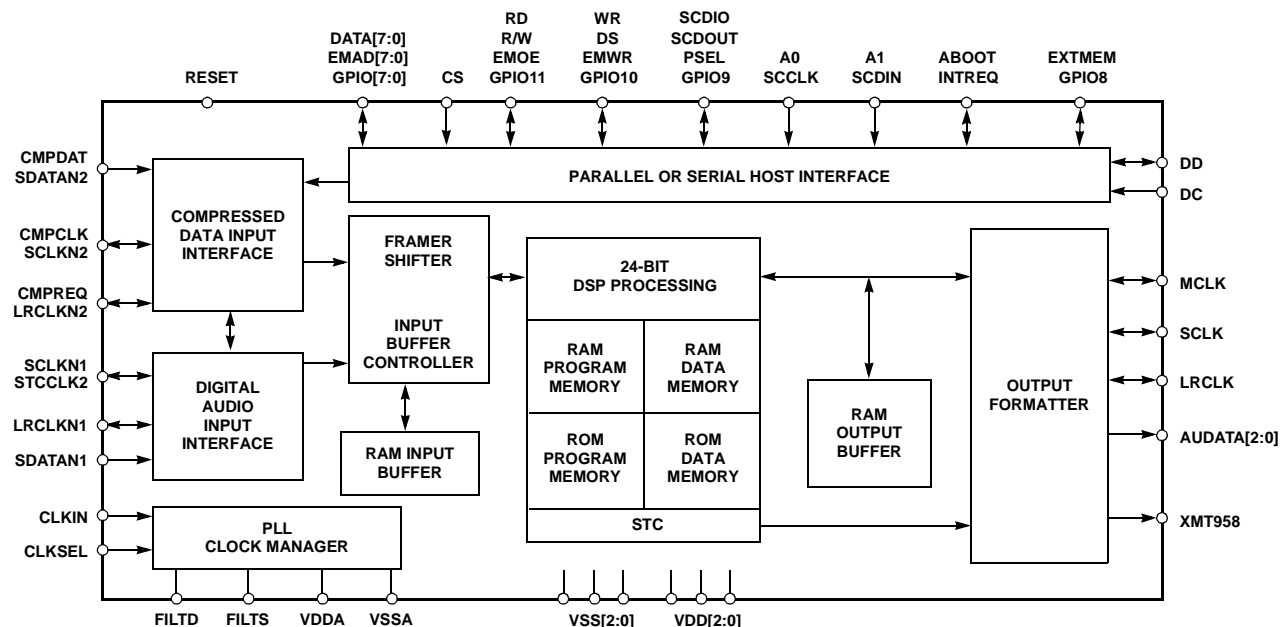 RD
R/W
EMOE
GPIO11
WR
DS
EMWR
GPIO10
SCDIO
SCDOUT
PSEL
GPIO9
DATA[7:0]
EMAD[7:0]
GPIO[7:0]
A0
SCCLK
A1
SCDIN
ABOOT
INTREQ
EXTMEM
GPIO8
RESET
CS
CMPDAT
SDATAN2
CMPCLK
SCLKN2
CMPREQ
LRCLKN2
SCLKN1
STCCLK2
LRCLKN1
SDATAN1
CLKIN
CLKSEL
COMPRESSED
DATA INPUT
INTERFACE
DIGITAL
AUDIO
INPUT
INTERFACE
PARALLEL OR SERIAL HOST INTERFACE
FRAMER
SHIFTER
INPUT
BUFFER
CONTROLLER
RAM INPUT
BUFFER
24-BIT
DSP PROCESSING
RAM
PROGRAM
MEMORY
RAM
DATA
MEMORY
ROM
PROGRAM
MEMORY
ROM
DATA
MEMORY
STC
RAM
OUTPUT
BUFFER
OUTPUT
FORMATTER
DD
DC
MCLK
SCLK
LRCLK
AUDATA[2:0]
XMT958
PLL
CLOCK MANAGER
FILTD
FILTS
VDDA
VSSA
VSS[2:0]
VDD[2:0]